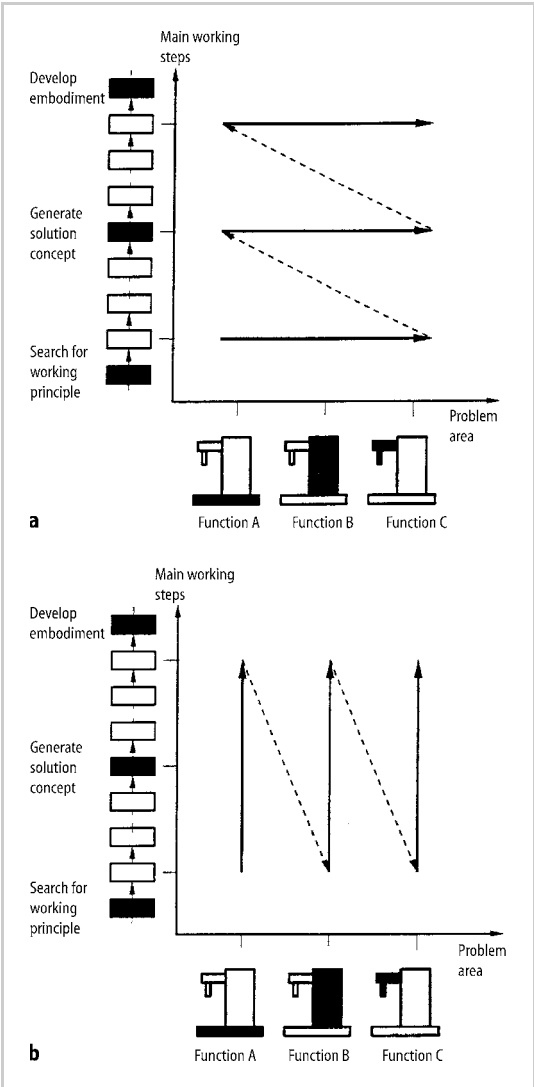 Main working
steps
Develop
embodiment
Generate
solution
concept
Search for
working
principle
Problem
area
Function A
Function B
Function C
a
Main working
steps
Develop
embodiment
Generate
solution
concept
Search for
working
principle
Problem
area
Function A
Function B
Function C
b